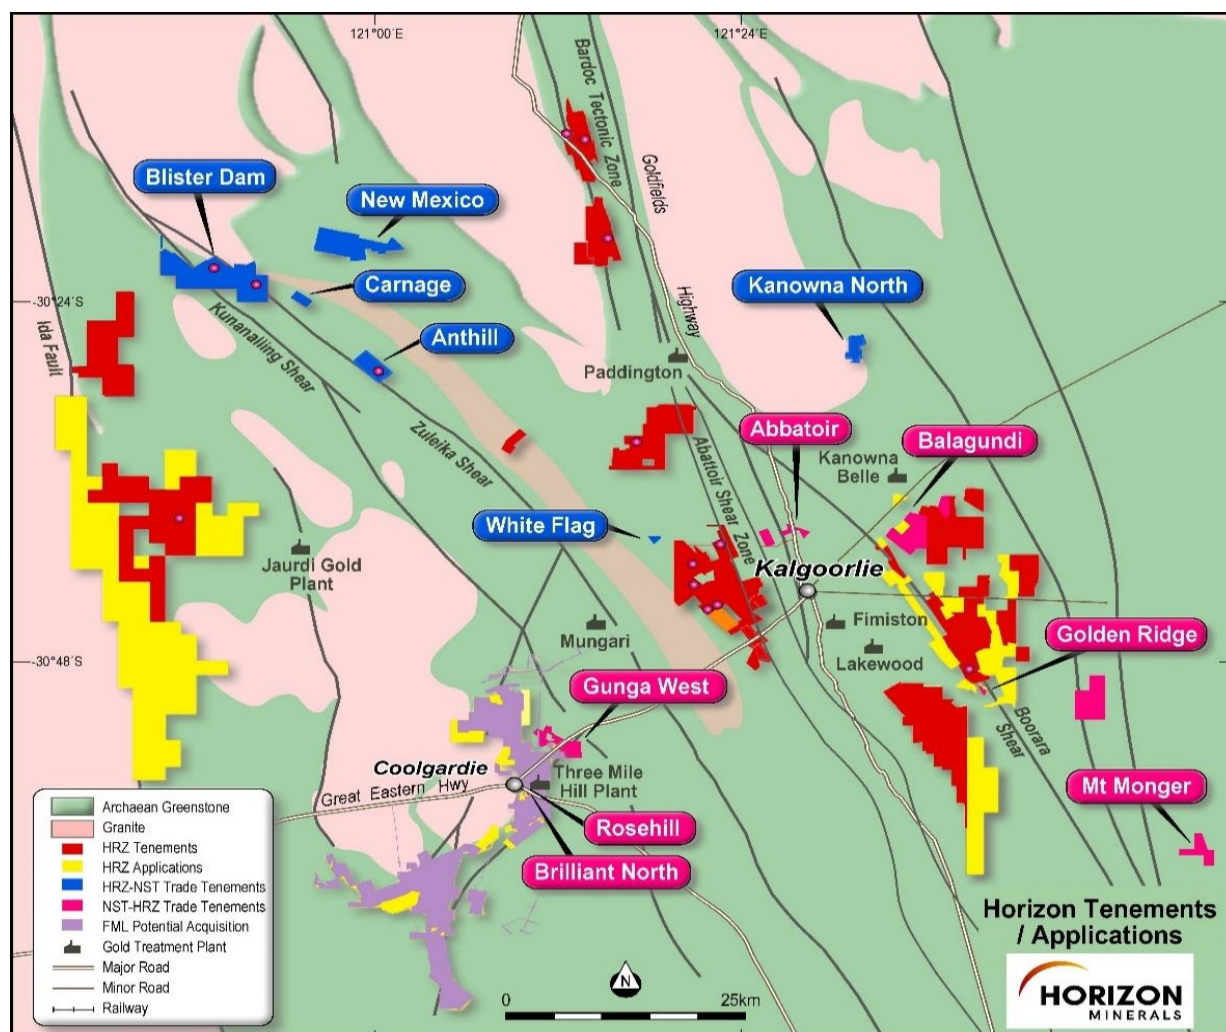 121°00´E
121°24´E
Bardoc Tectonic Zone
Goldfields
Highway
Blister Dam
New Mexico
Carnage
Kanowna North
-30°24´S
Ida Fault
Kunanalling Shear
Anthill
Paddington
Zuleika Shear
Abattoir Shear Zone
Abbatoir
Balagundi
Kanowna
Belle
White Flag
Jaurdi Gold
Plant
Kalgoorlie
Mungari
Fimiston
Lakewood
Golden Ridge
-30°48´S
Gunga West
Boorara
Shear
Coolgardie
Three Mile
Hill Plant
Great Eastern Hwy
Mt Monger
Rosehill
Brilliant North
Archaean Greenstone
Granite
HRZ Tenements
HRZ Applications
HRZ-NST Trade Tenements
NST-HRZ Trade Tenements
FML Potential Acquisition
Gold Treatment Plant
Major Road
Minor Road
Railway
N
0
25km
Horizon Tenements
/ Applications
HORIZON
MINERALS